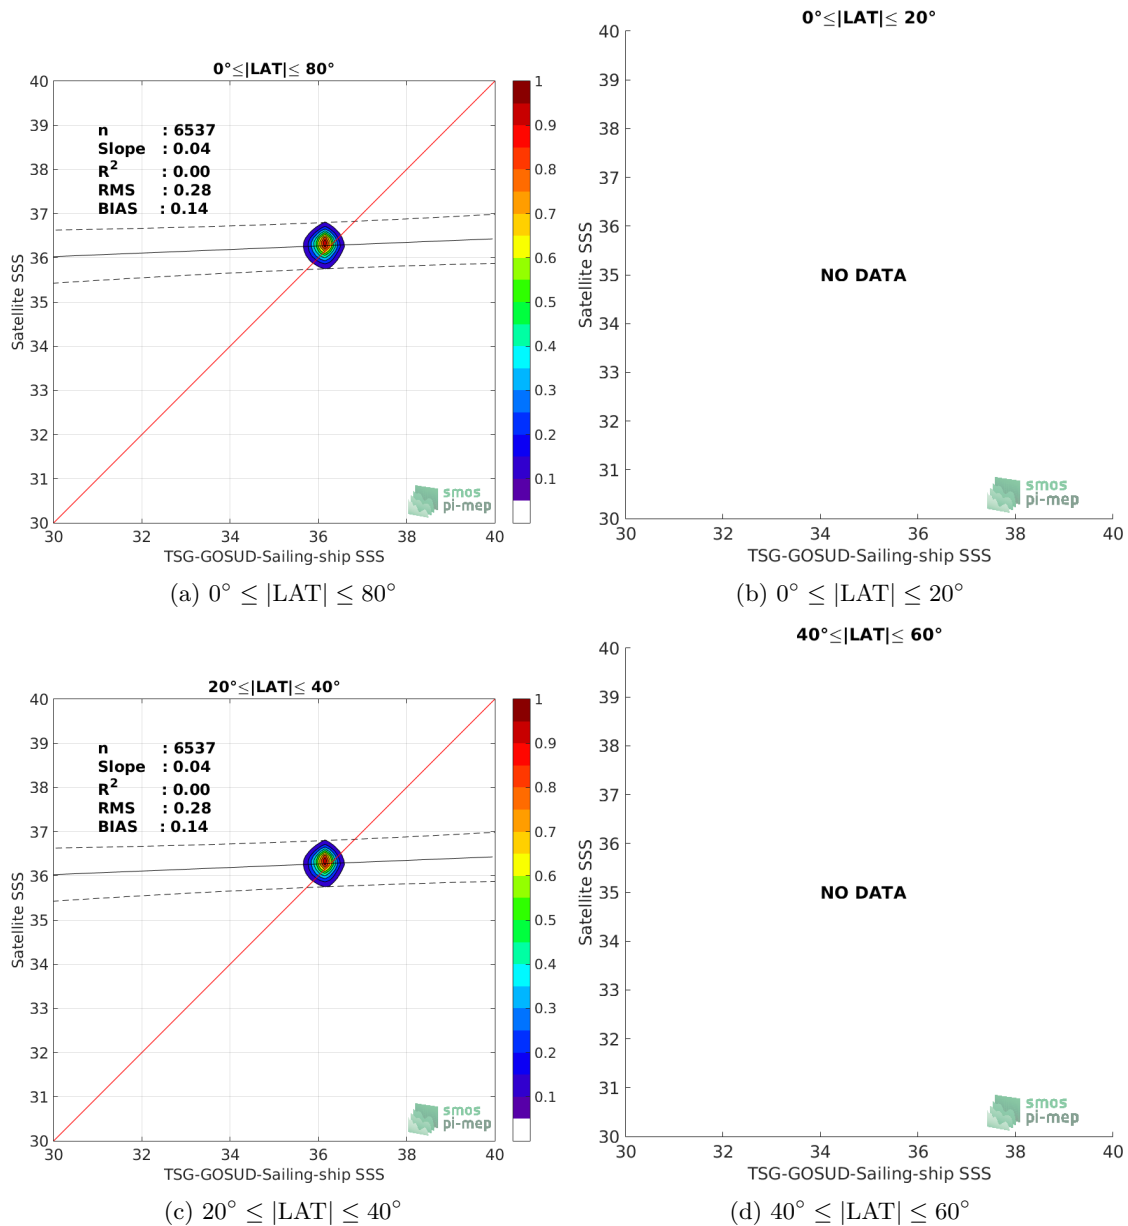 0°≤|LAT|≤ 80°
40
39
38
37
36
35
34
33
32
31
30
Satellite SSS
n : 6537
Slope : 0.04
R² : 0.00
RMS : 0.28
BIAS : 0.14
smos
pi-mep
30 32 34 36 38 40
TSG-GOSUD-Sailing-ship SSS
1
0.9
0.8
0.7
0.6
0.5
0.4
0.3
0.2
0.1
(a) 0° ≤ |LAT| ≤ 80°
0°≤|LAT|≤ 20°
40
39
38
37
36
35
34
33
32
31
30
Satellite SSS
NO DATA
smos
pi-mep
30 32 34 36 38 40
TSG-GOSUD-Sailing-ship SSS
(b) 0° ≤ |LAT| ≤ 20°
20°≤|LAT|≤ 40°
40
39
38
37
36
35
34
33
32
31
30
Satellite SSS
n : 6537
Slope : 0.04
R² : 0.00
RMS : 0.28
BIAS : 0.14
smos
pi-mep
30 32 34 36 38 40
TSG-GOSUD-Sailing-ship SSS
1
0.9
0.8
0.7
0.6
0.5
0.4
0.3
0.2
0.1
(c) 20° ≤ |LAT| ≤ 40°
40°≤|LAT|≤ 60°
40
39
38
37
36
35
34
33
32
31
30
Satellite SSS
NO DATA
smos
pi-mep
30 32 34 36 38 40
TSG-GOSUD-Sailing-ship SSS
(d) 40° ≤ |LAT| ≤ 60°